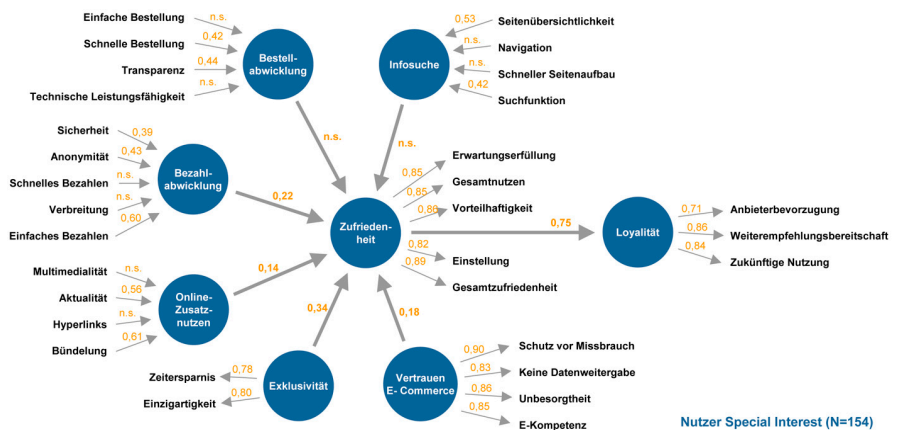 Einfache Bestellung
n.s.
Schnelle Bestellung
0,42
Transparenz
0,44
Technische Leistungsfähigkeit
n.s.
Bestell-
abwicklung
n.s.
Infosuche
0,53
Seitenübersichtlichkeit
n.s.
Navigation
n.s.
Schneller Seitenaufbau
0,42
Suchfunktion
n.s.
Sicherheit
0,39
Anonymität
0,43
Schnelles Bezahlen
n.s.
Verbreitung
n.s.
Einfaches Bezahlen
0,60
Bezahl-
abwicklung
0,22
Zufrieden-
heit
0,85
Erwartungserfüllung
0,85
Gesamtnutzen
0,86
Vorteilhaftigkeit
0,82
Einstellung
0,89
Gesamtzufriedenheit
0,75
Loyalität
0,71
Anbieterbevorzugung
0,86
Weiterempfehlungsbereitschaft
0,84
Zukünftige Nutzung
Multimedialität
n.s.
Aktualität
0,56
Hyperlinks
n.s.
Bündelung
0,61
Online-
Zusatz-
nutzen
0,14
Zeitersparnis
0,78
Einzigartigkeit
0,80
Exklusivität
0,34
Vertrauen
E- Commerce
0,18
0,90
Schutz vor Missbrauch
0,83
Keine Datenweitergabe
0,86
Unbesorgtheit
0,85
E-Kompetenz
Nutzer Special Interest (N=154)